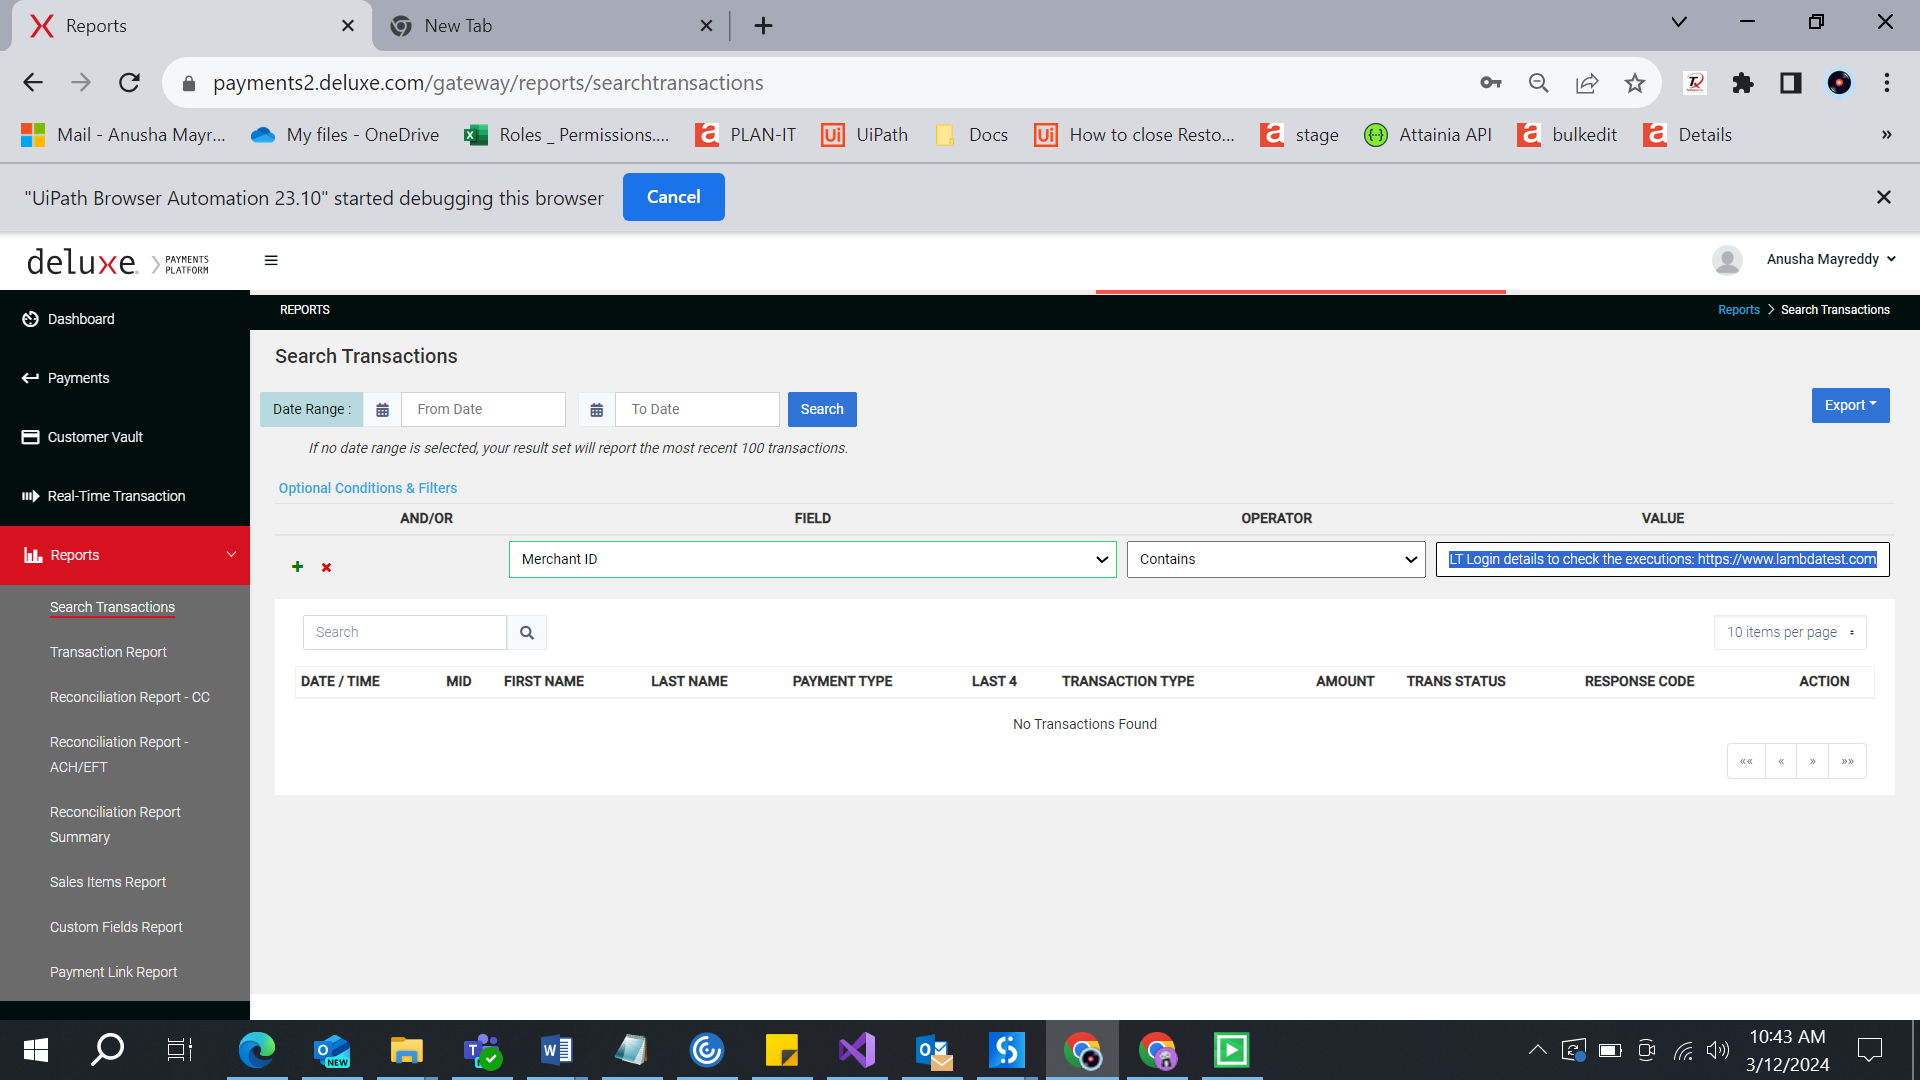 Reports
New Tab
payments2.deluxe.com/gateway/reports/searchtransactions
Mail - Anusha Mayr...
My files - OneDrive
Roles _ Permissions....
PLAN-IT
UiPath
Docs
How to close Resto...
stage
Attainia API
bulkedit
Details
»
"UiPath Browser Automation 23.10" started debugging this browser
Cancel
deluxe. PAYMENTS PLATFORM
Anusha Mayreddy
Dashboard
Payments
Customer Vault
Real-Time Transaction
Reports
Search Transactions
Transaction Report
Reconciliation Report - CC
Reconciliation Report -
ACH/EFT
Reconciliation Report
Summary
Sales Items Report
Custom Fields Report
Payment Link Report
REPORTS
Reports > Search Transactions
Search Transactions
Date Range :
From Date
To Date
Search
Export
If no date range is selected, your result set will report the most recent 100 transactions.
Optional Conditions & Filters
AND/OR FIELD OPERATOR VALUE
Merchant ID
Contains
LT Login details to check the executions: https://www.lambdatest.com
Search
10 items per page
DATE / TIME MID FIRST NAME LAST NAME PAYMENT TYPE LAST 4 TRANSACTION TYPE AMOUNT TRANS STATUS RESPONSE CODE ACTION
No Transactions Found
«« « » »»
NEW
10:43 AM
3/12/2024